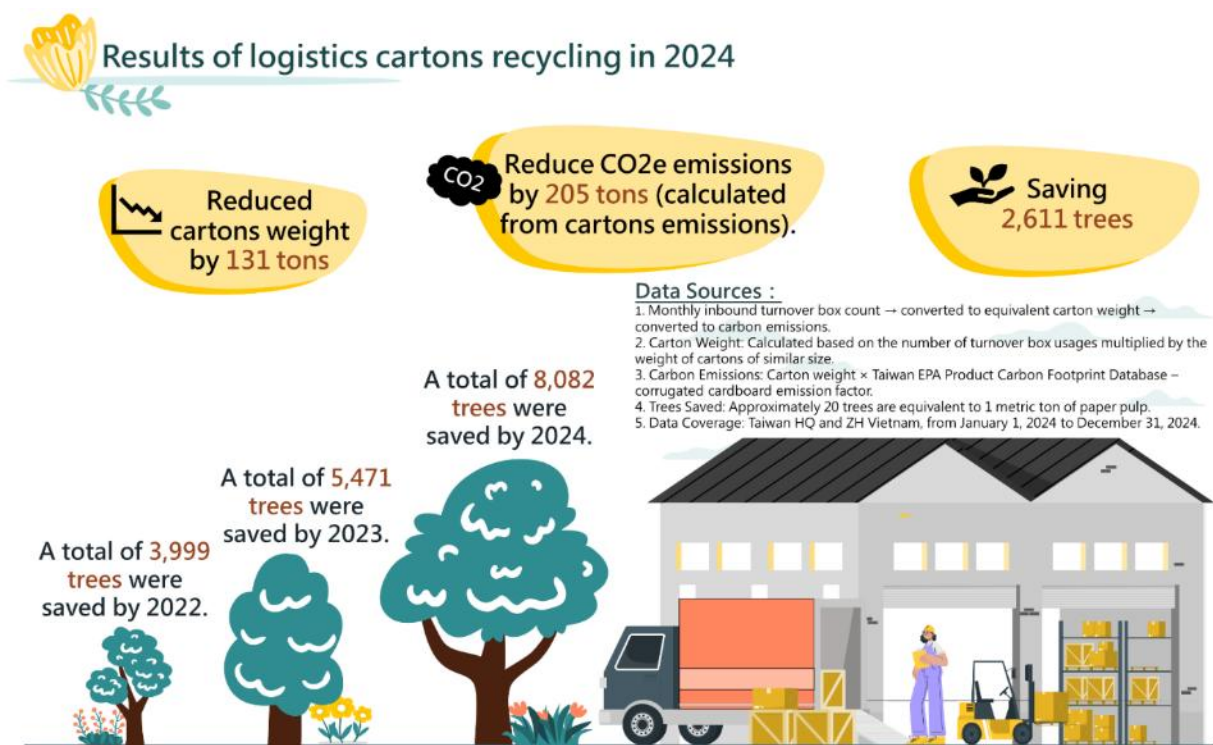 Results of logistics cartons recycling in 2024
Reduced
cartons weight
by 131 tons
CO2
Reduce CO2e emissions
by 205 tons (calculated
from cartons emissions).
Saving
2,611 trees
Data Sources :
1. Monthly inbound turnover box count → converted to equivalent carton weight →
converted to carbon emissions.
2. Carton Weight: Calculated based on the number of turnover box usages multiplied by the
weight of cartons of similar size.
3. Carbon Emissions: Carton weight × Taiwan EPA Product Carbon Footprint Database –
corrugated cardboard emission factor.
4. Trees Saved: Approximately 20 trees are equivalent to 1 metric ton of paper pulp.
5. Data Coverage: Taiwan HQ and ZH Vietnam, from January 1, 2024 to December 31, 2024.
A total of 3,999
trees were
saved by 2022.
A total of 5,471
trees were
saved by 2023.
A total of 8,082
trees were
saved by 2024.